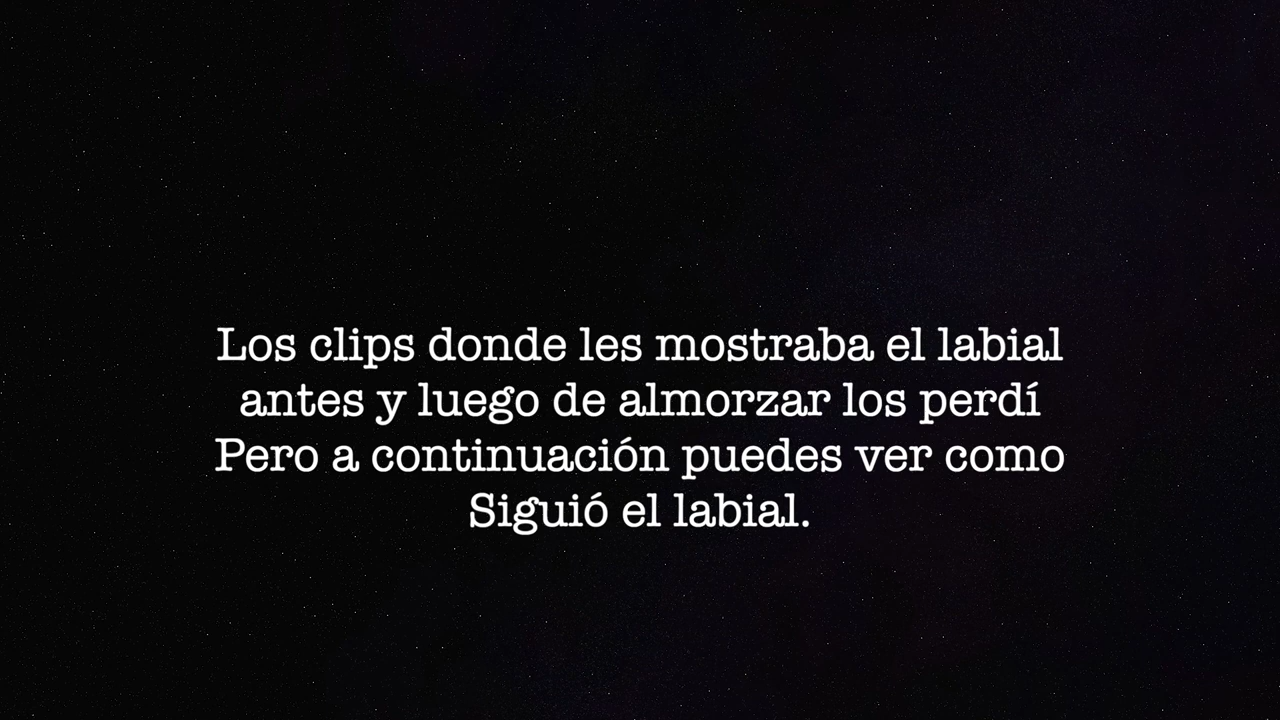 Los clips donde les mostraba el labial
antes y luego de almorzar los perdí
Pero a continuación puedes ver como
Siguió el labial.